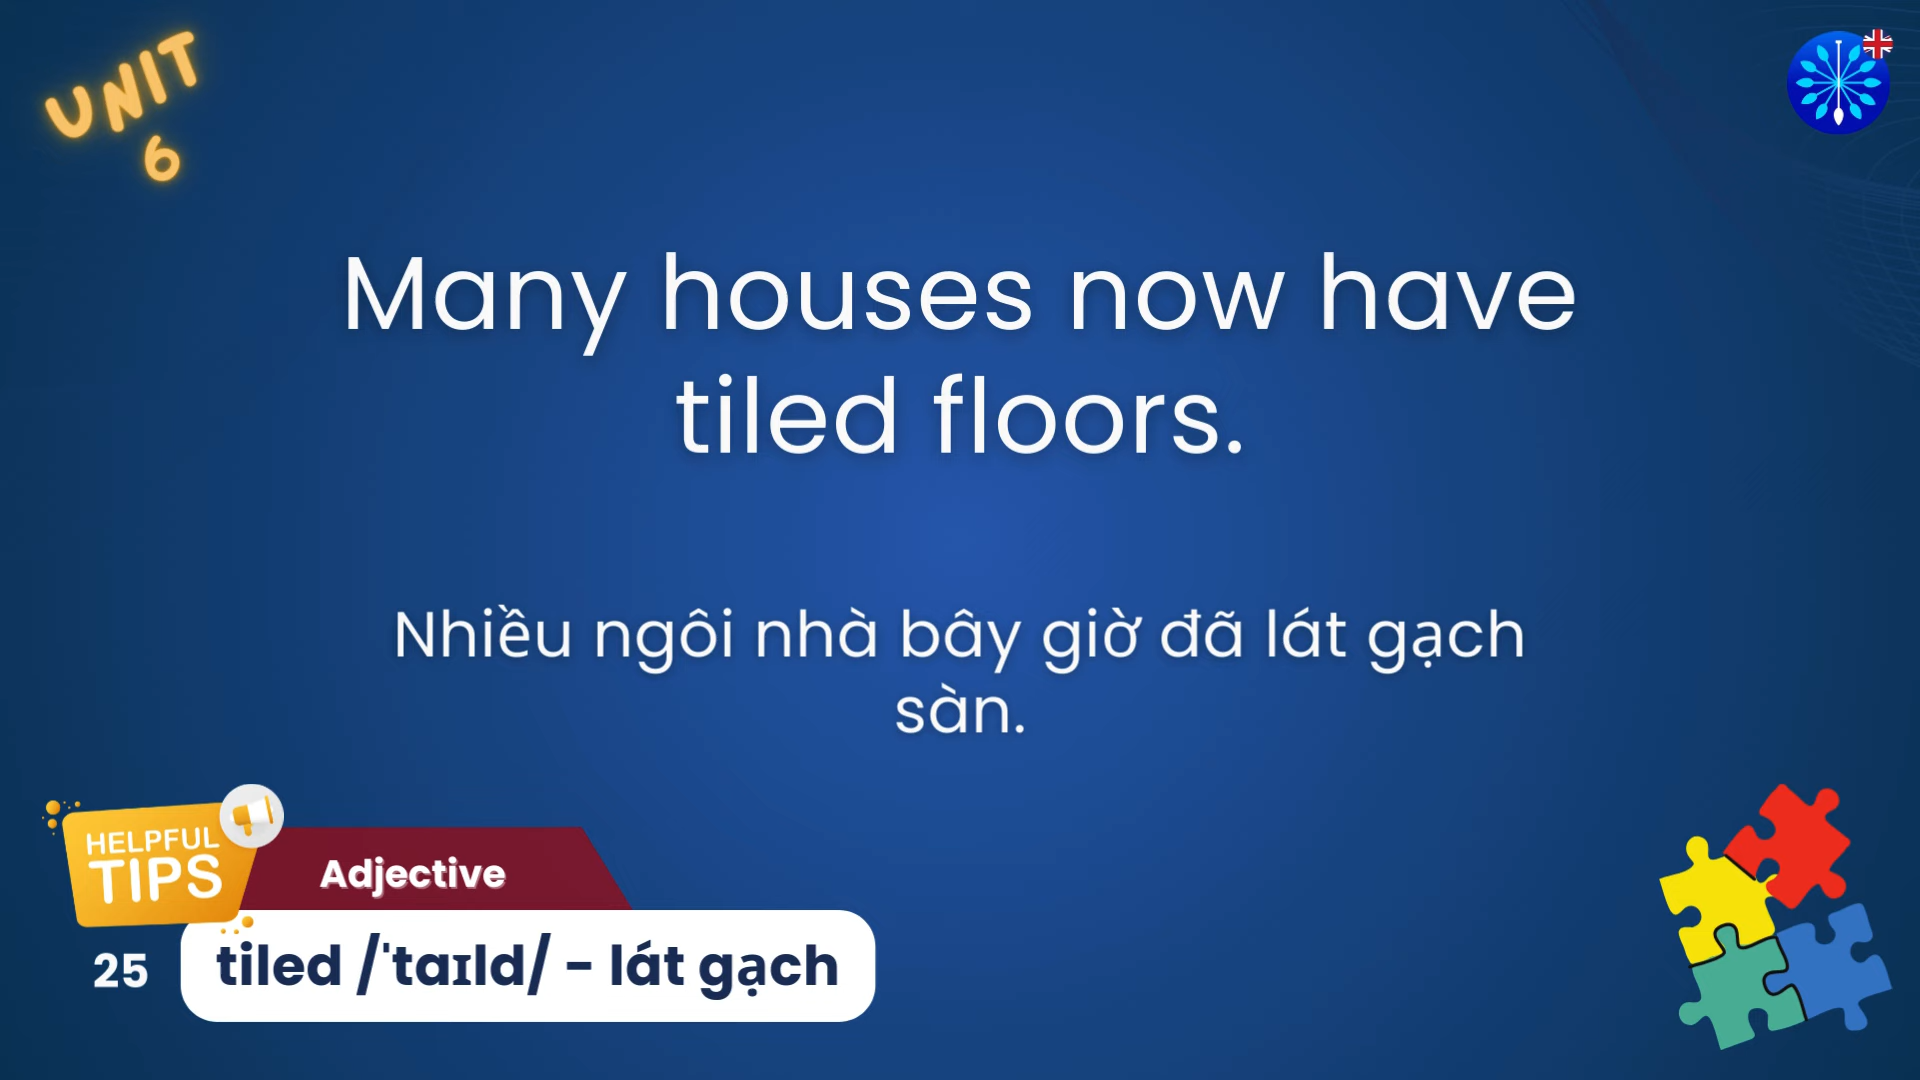 UNIT
6
Many houses now have
tiled floors.
Nhiều ngôi nhà bây giờ đã lát gạch
sàn.
HELPFUL
TIPS
Adjective
25
tiled /ˈtaɪld/ - lát gạch